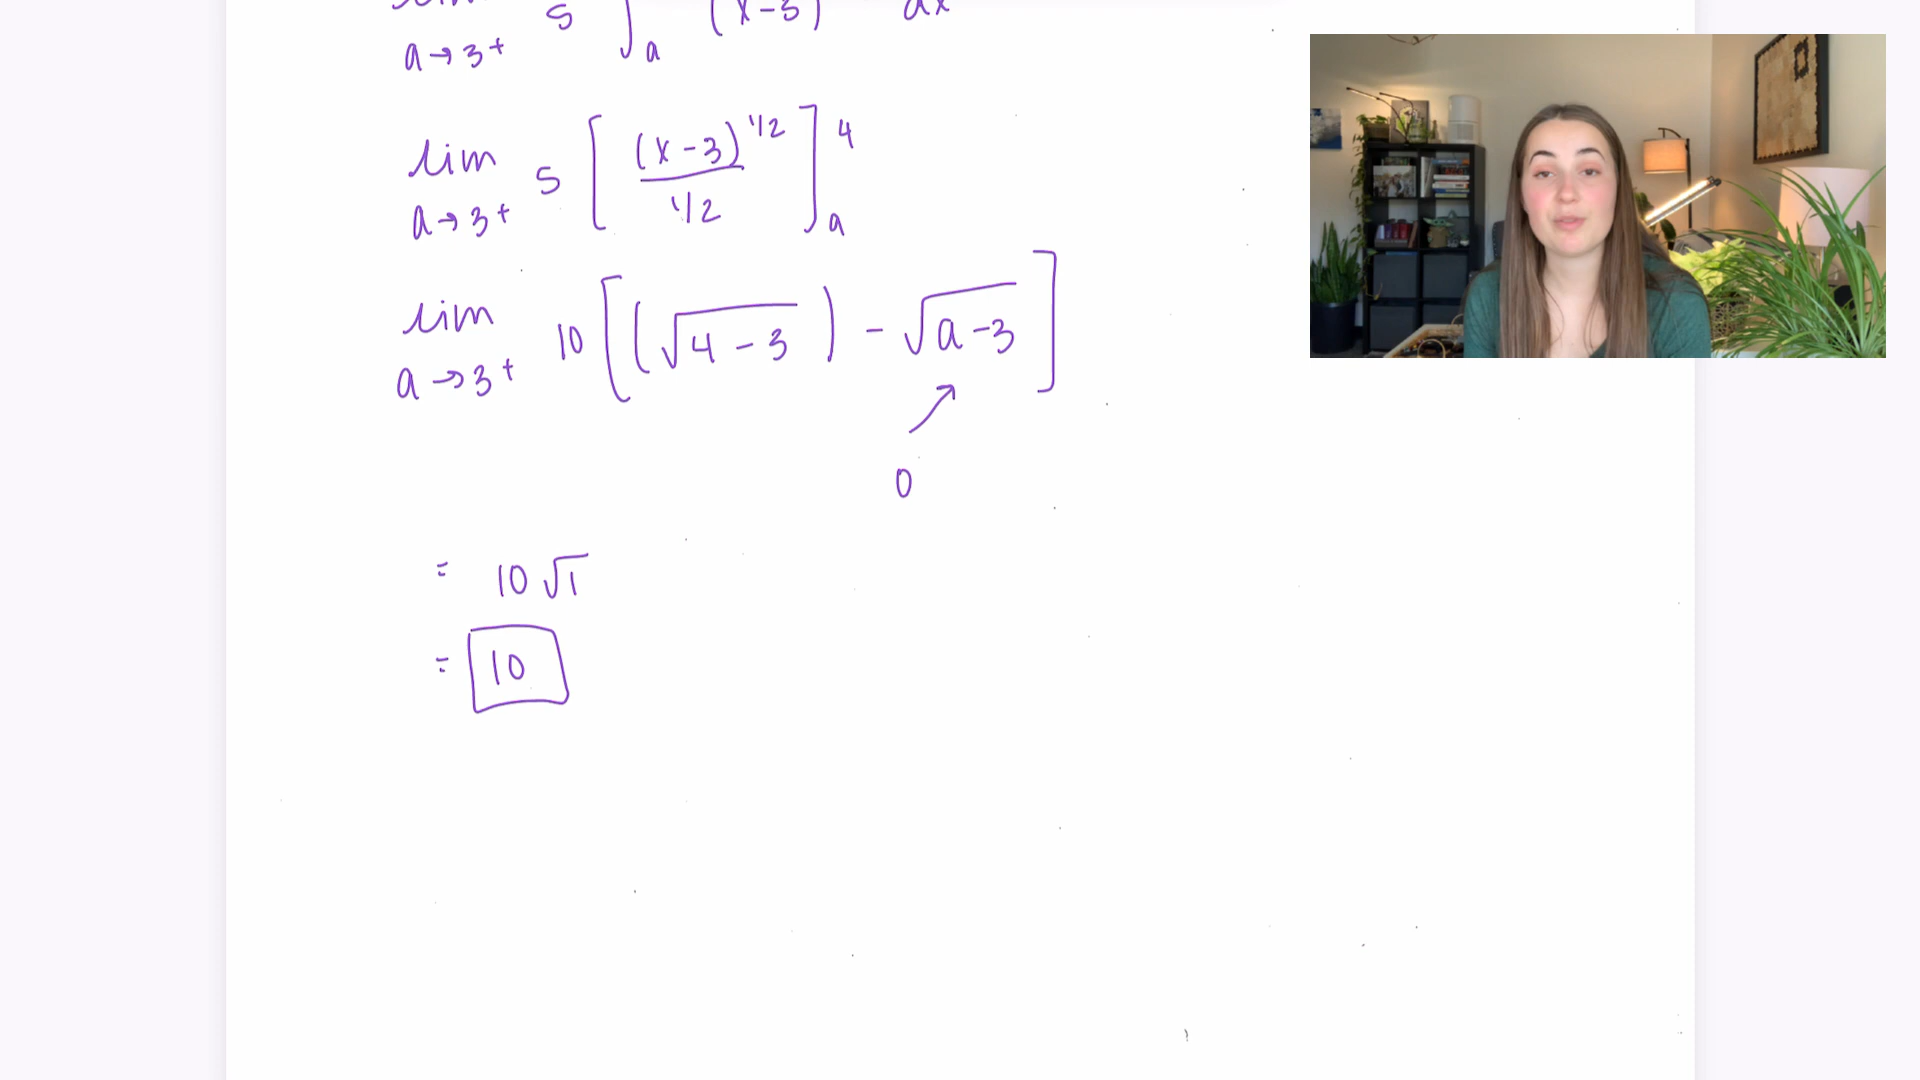 5 ∫ₐ (x-3) dx
a→3⁺
lim 5 [ (x-3)^1/2 / 1/2 ]ₐ⁴
a→3⁺
lim 10 [ (√4-3) - √a-3 ]
a→3⁺
0
= 10√1
= 10